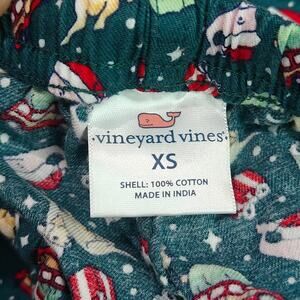 vineyard vines®
XS
SHELL: 100% COTTON
MADE IN INDIA